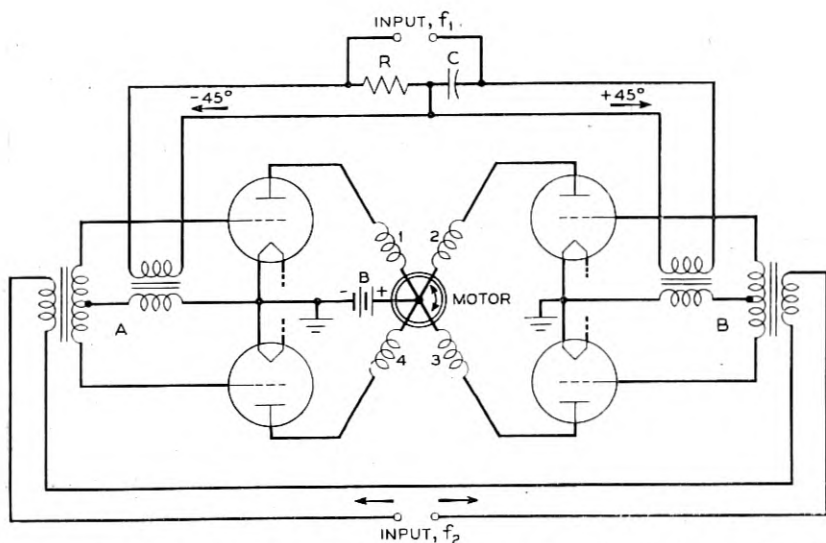 INPUT, f₁
R
C
-45°
+45°
1
2
B
- +
MOTOR
A
B
4
3
INPUT, f₂